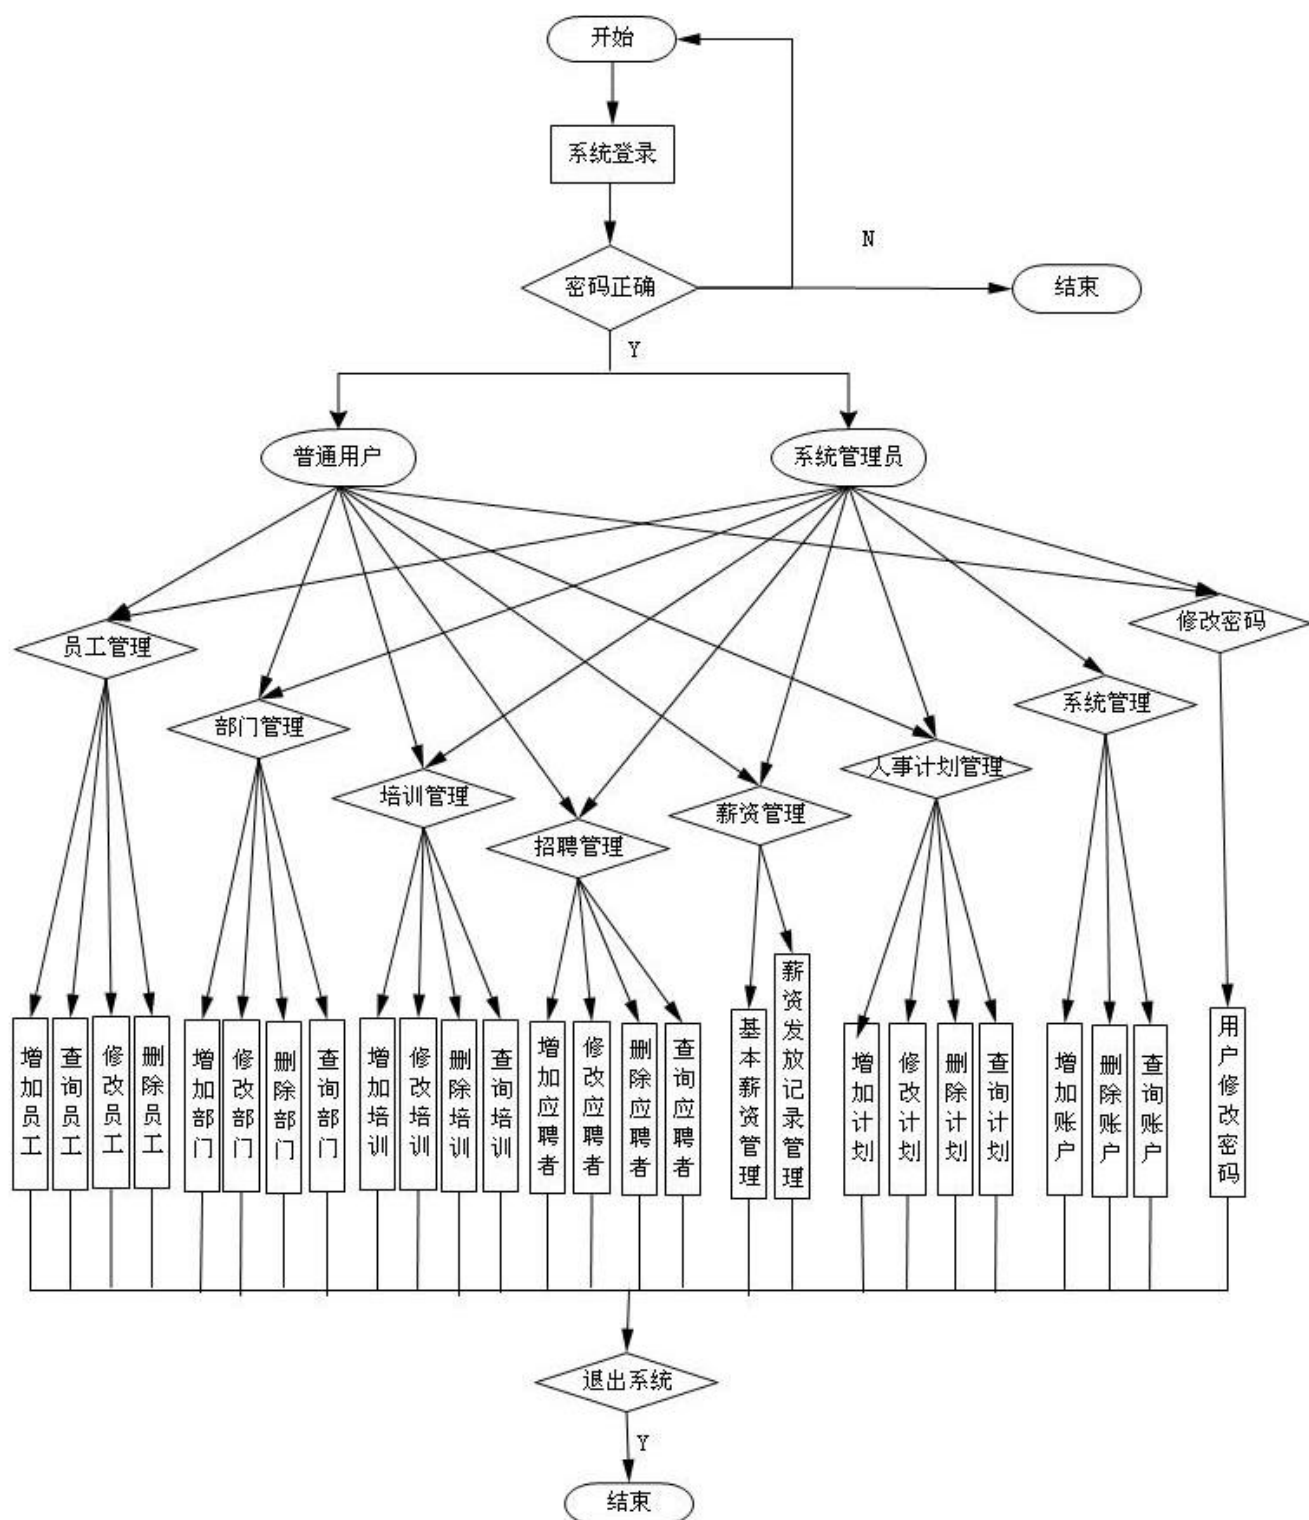 开始
系统登录
N
密码正确
结束
Y
普通用户
系统管理员
员工管理
修改密码
部门管理
系统管理
培训管理
人事计划管理
招聘管理
薪资管理
增加员工
查询员工
修改员工
删除员工
增加部门
修改部门
删除部门
查询部门
增加培训
修改培训
删除培训
查询培训
增加应聘者
修改应聘者
删除应聘者
查询应聘者
基本薪资管理
薪资发放记录管理
增加计划
修改计划
删除计划
查询计划
增加账户
删除账户
查询账户
用户修改密码
退出系统
Y
结束